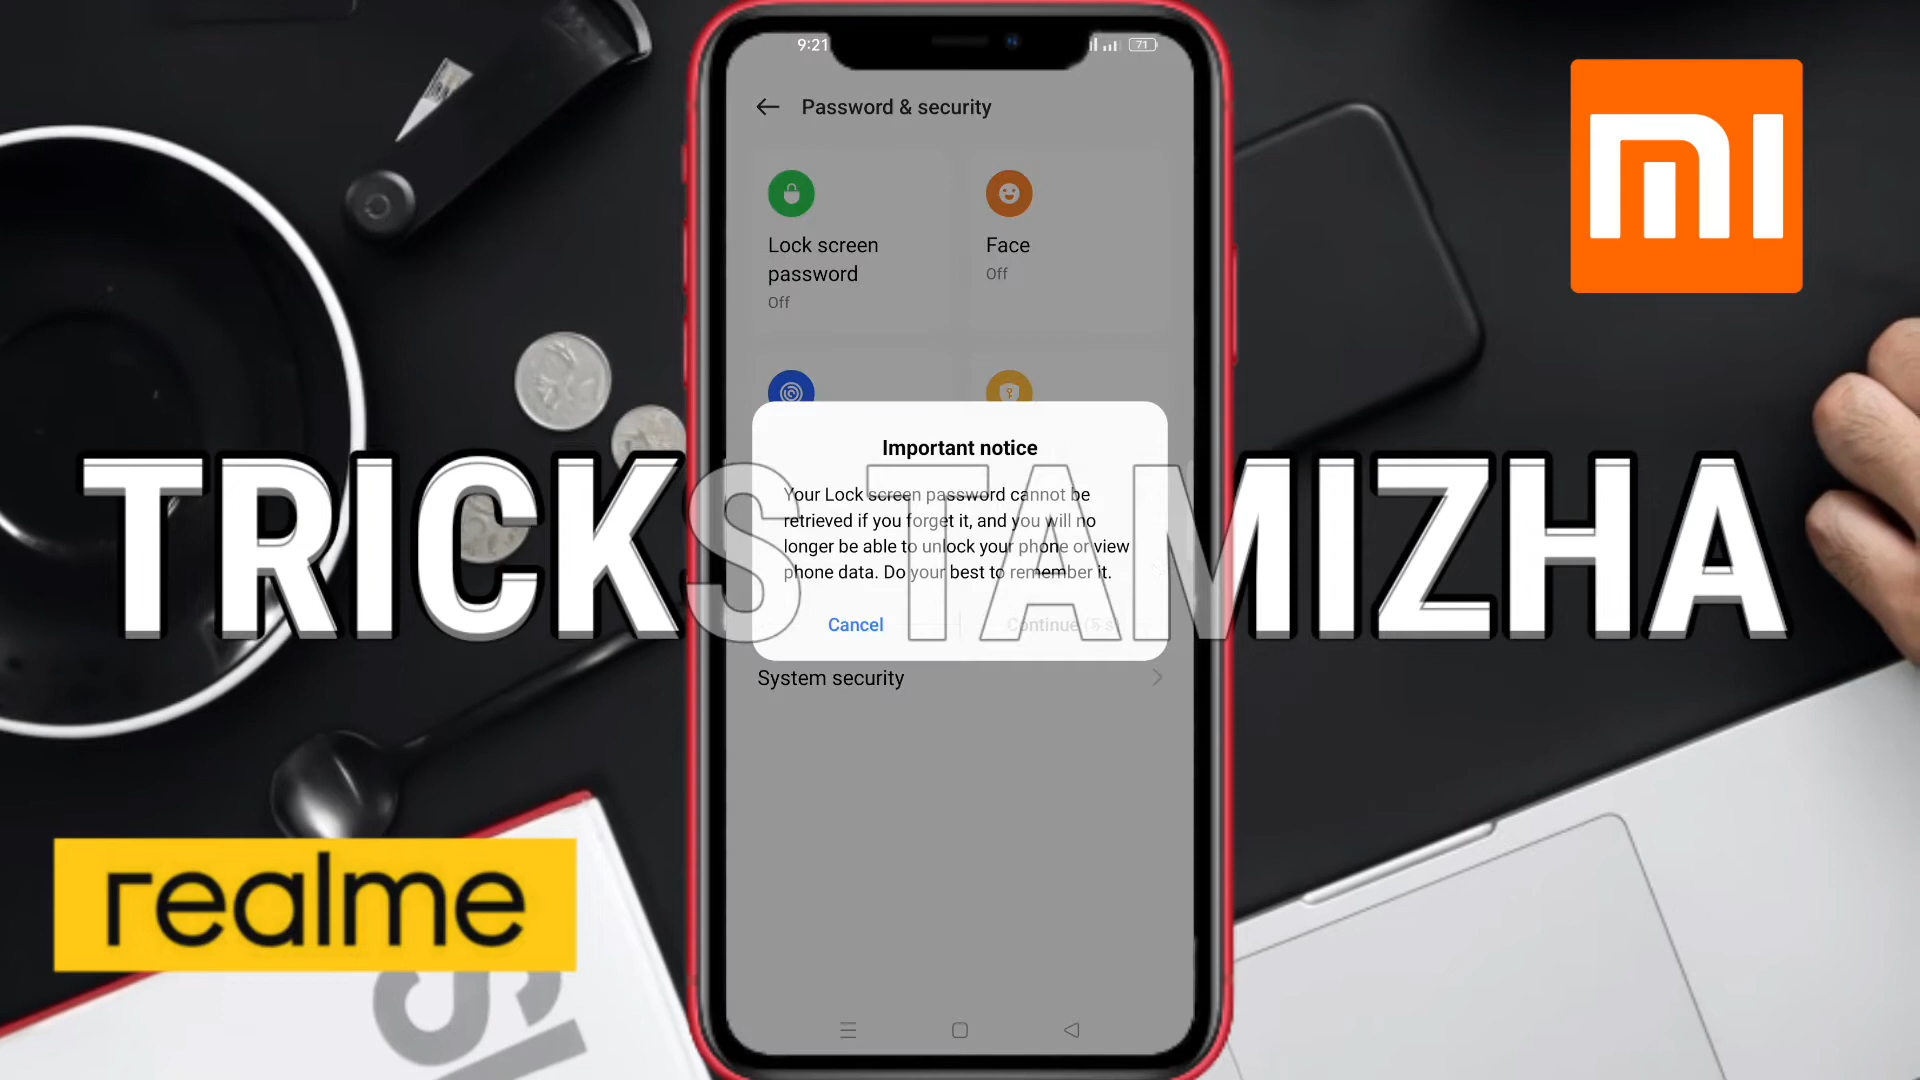 9:21
71
Password & security
Lock screen
password
Off
Face
Off
Important notice
Your Lock screen password cannot be
retrieved if you forget it, and you will no
longer be able to unlock your phone or view
phone data. Do your best to remember it.
Cancel
Continue (5 s)
System security
TRICKS TAMIZHA
mi
realme